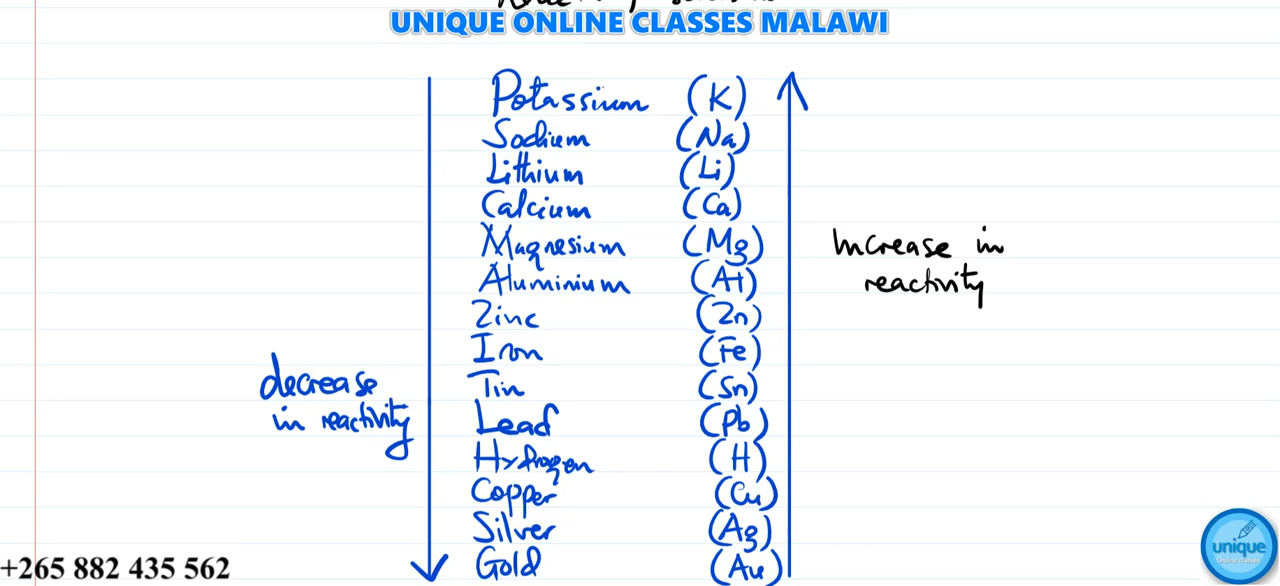 UNIQUE ONLINE CLASSES MALAWI
Potassium (K)
Sodium (Na)
Lithium (Li)
Calcium (Ca)
Magnesium (Mg)
Aluminium (Al)
Zinc (Zn)
Iron (Fe)
Tin (Sn)
Lead (Pb)
Hydrogen (H)
Copper (Cu)
Silver (Ag)
Gold (Au)
Increase in
reactivity
decrease
in reactivity
+265 882 435 562
unique
Online classes